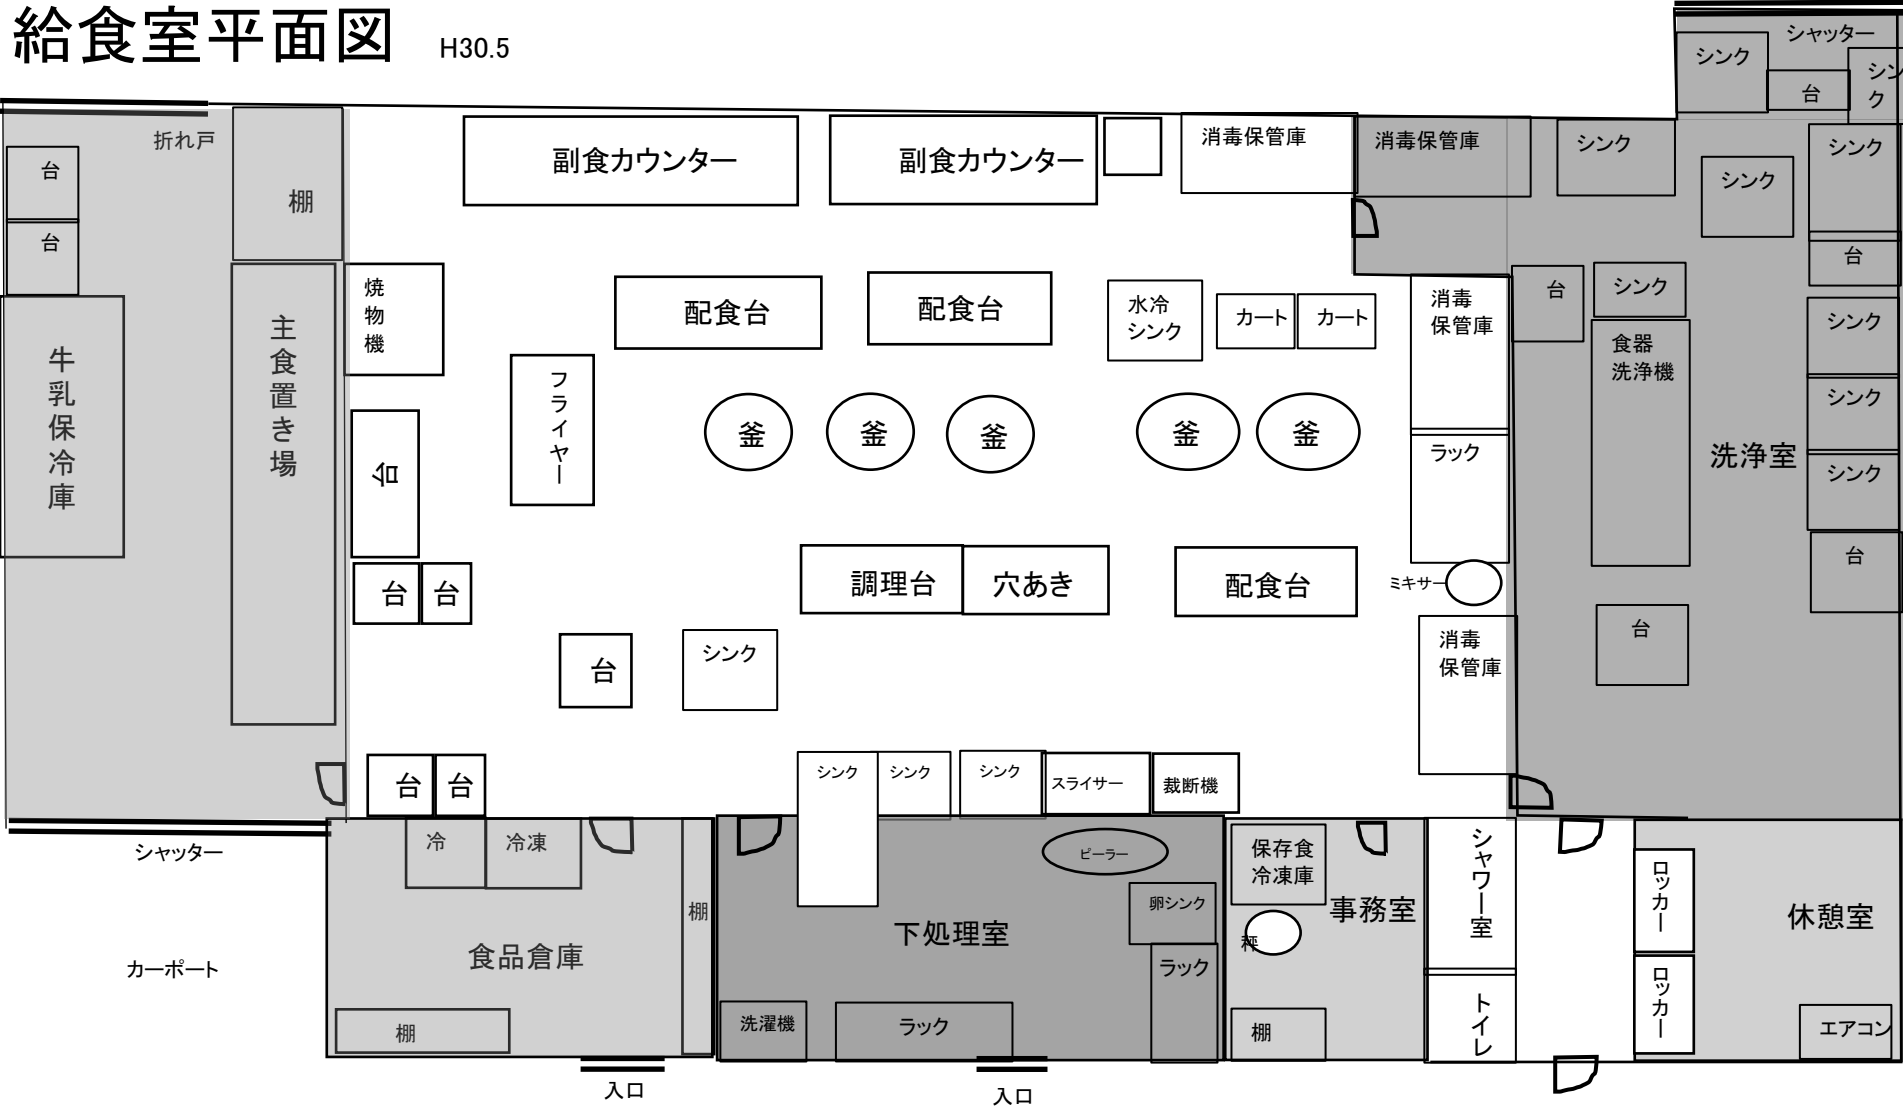 給食室平面図
H30.5
シャッター
シンク
台
シン
ク
折れ戸
台
台
棚
副食カウンター
副食カウンター
消毒保管庫
消毒保管庫
シンク
シンク
シンク
台
牛乳保冷庫
主食置き場
焼物機
配食台
配食台
水冷
シンク
カート
カート
消毒
保管庫
台
シンク
シンク
食器
洗浄機
フライヤー
台
釜
釜
釜
釜
釜
ラック
洗浄室
シンク
シンク
台
台
台
調理台
穴あき
配食台
ミキサー
台
台
シンク
消毒
保管庫
台
台
シンク
シンク
シンク
スライサー
裁断機
シャッター
カーポート
冷
冷凍
棚
食品倉庫
棚
入口
ピーラー
下処理室
卵シンク
ラック
洗濯機
ラック
入口
保存食
冷凍庫
事務室
秤
棚
シャワー室
トイレ
ロッカー
ロッカー
休憩室
エアコン